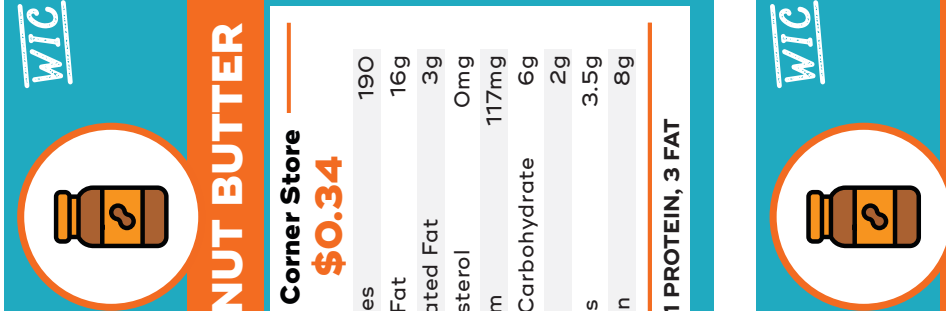 WIC
NUT BUTTER
Corner Store
$0.34
es 190
Fat 16g
ated Fat 3g
sterol 0mg
m 117mg
Carbohydrate 6g
2g
s 3.5g
n 8g
1 PROTEIN, 3 FAT
WIC